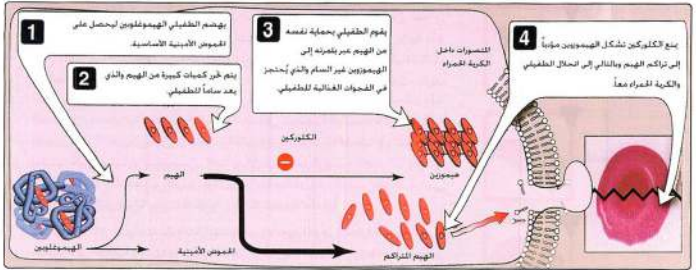 1
يهضم الطفيلي الهيموغلوبين ليحصل على
الحموض الأمينية الأساسية.
2
يتم تحرر كميات كبيرة من الهيم والذي
يعد ساماً للطفيلي.
3
يقوم الطفيلي بحماية نفسه
من الهيم عبر بلمرته إلى
الهيموزوين غير السام والذي يُحتجز
في الفجوات الغذائية للطفيلي.
المتصورات داخل
الكرية الحمراء
4
يمنع الكلوركين تشكل الهيموزوين مؤدياً
إلى تراكم الهيم وبالتالي إلى انحلال الطفيلي
والكرية الحمراء معاً.
الكلوركين
الهيم
هيموزين
الهيموغلوبين
الحموض الأمينية
الهيم المتراكم